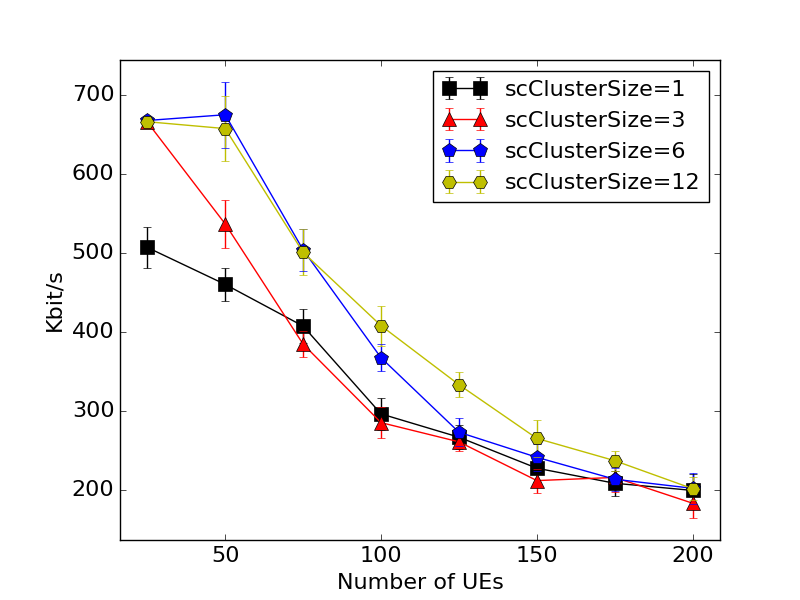 700
600
500
400
300
200
Kbit/s
50
100
150
200
Number of UEs
scClusterSize=1
scClusterSize=3
scClusterSize=6
scClusterSize=12